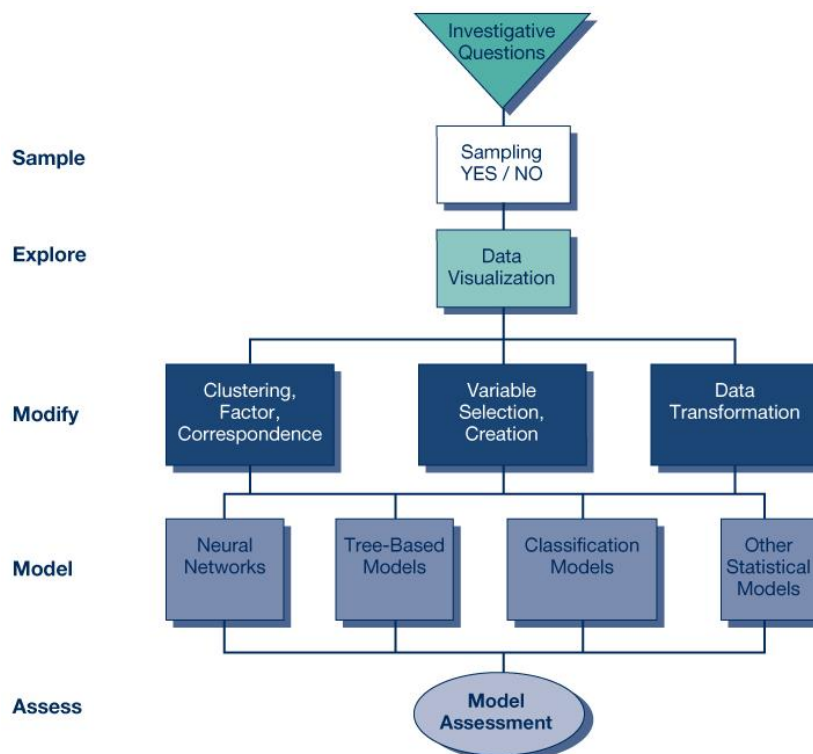 Investigative
Questions
Sample
Sampling
YES / NO
Explore
Data
Visualization
Modify
Clustering,
Factor,
Correspondence
Variable
Selection,
Creation
Data
Transformation
Model
Neural
Networks
Tree-Based
Models
Classification
Models
Other
Statistical
Models
Assess
Model
Assessment